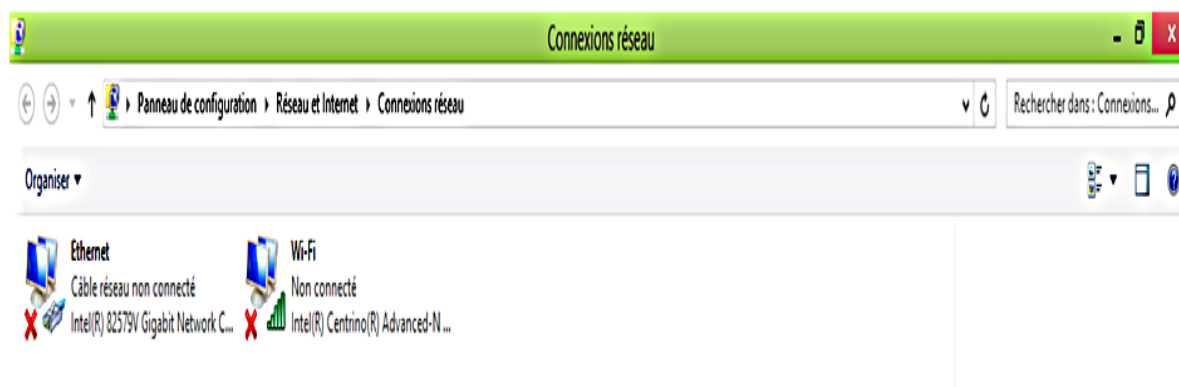 Connexions réseau
Panneau de configuration Réseau et Internet Connexions réseau
Rechercher dans : Connexions...
Organiser
Ethernet
Câble réseau non connecté
Intel(R) 82579V Gigabit Network C...
Wi-Fi
Non connecté
Intel(R) Centrino(R) Advanced-N ...